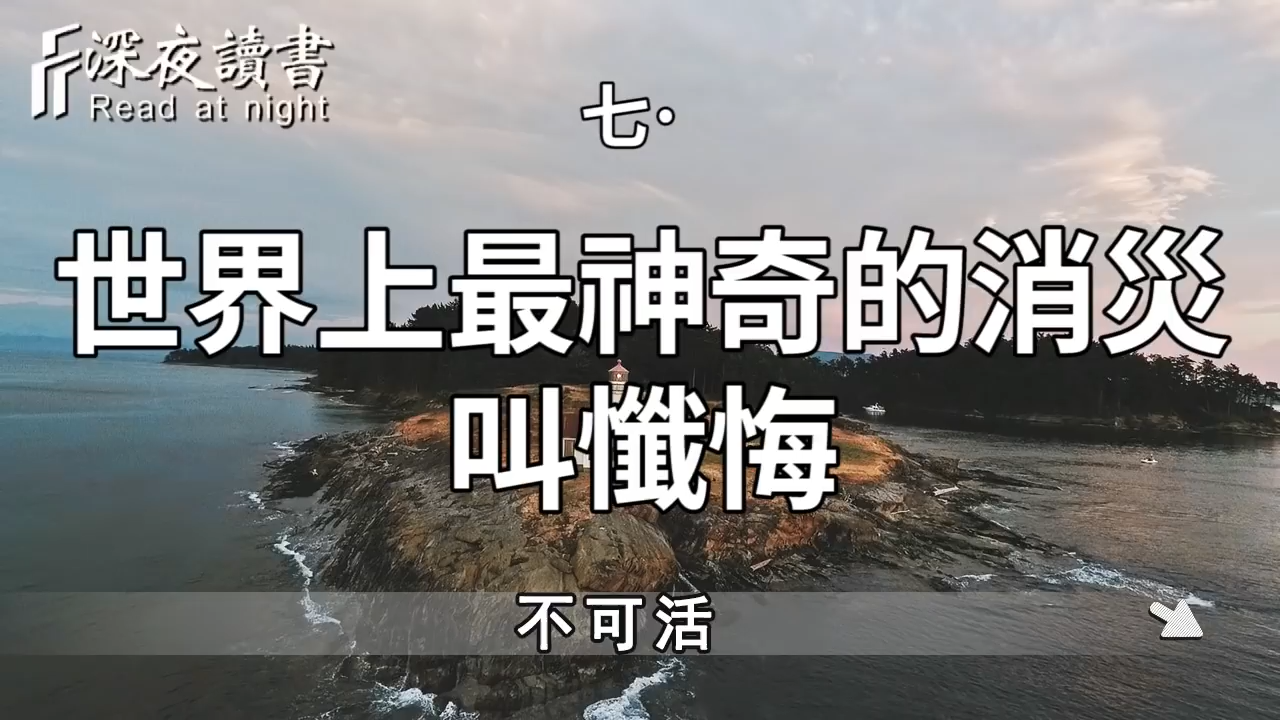 深夜讀書
Read at night
七·
世界上最神奇的消災
叫懺悔
不可活